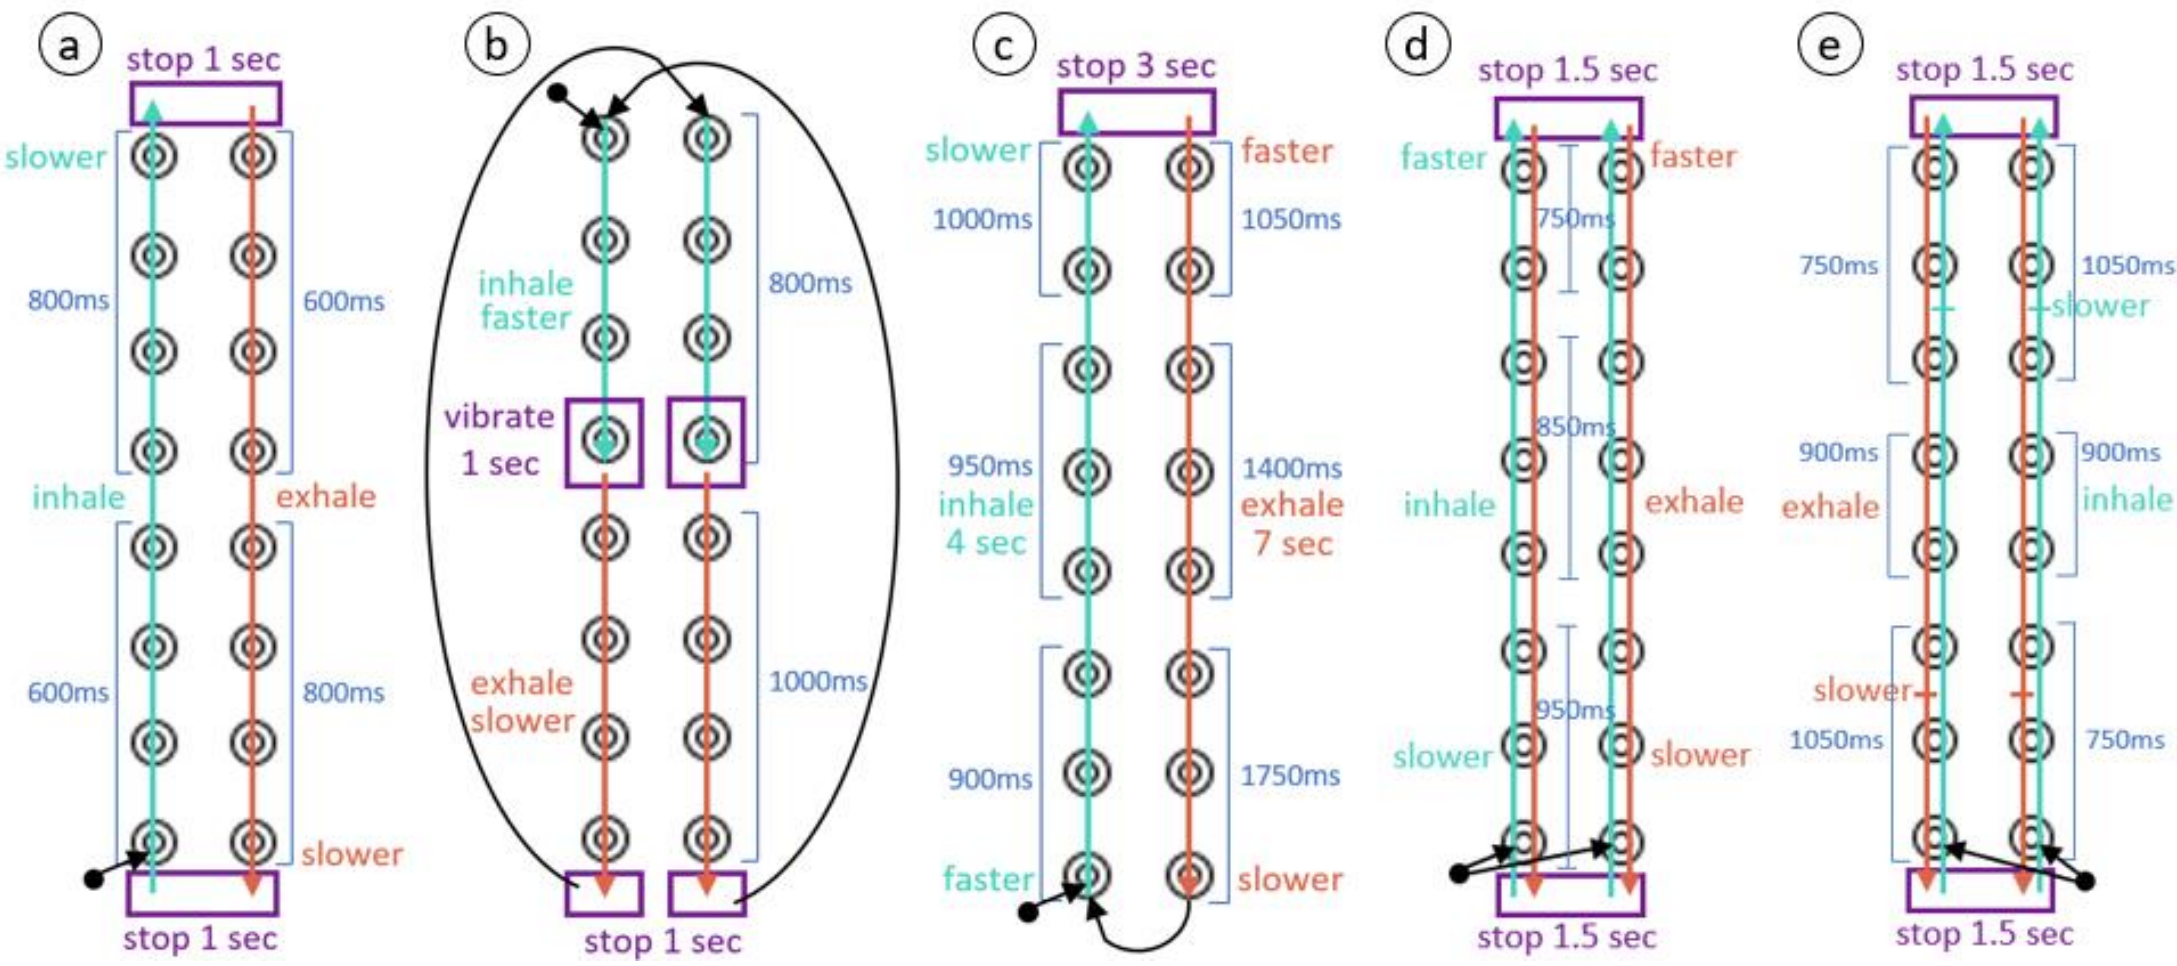 a
stop 1 sec
slower
800ms
600ms
inhale
exhale
600ms
800ms
slower
stop 1 sec
b
inhale
faster
800ms
vibrate
1 sec
exhale
slower
1000ms
stop 1 sec
c
stop 3 sec
slower
faster
1000ms
1050ms
950ms
inhale
4 sec
1400ms
exhale
7 sec
900ms
1750ms
faster
slower
d
stop 1.5 sec
faster
faster
750ms
850ms
inhale
exhale
950ms
slower
slower
stop 1.5 sec
e
stop 1.5 sec
750ms
1050ms
slower
900ms
900ms
exhale
inhale
slower
1050ms
750ms
stop 1.5 sec